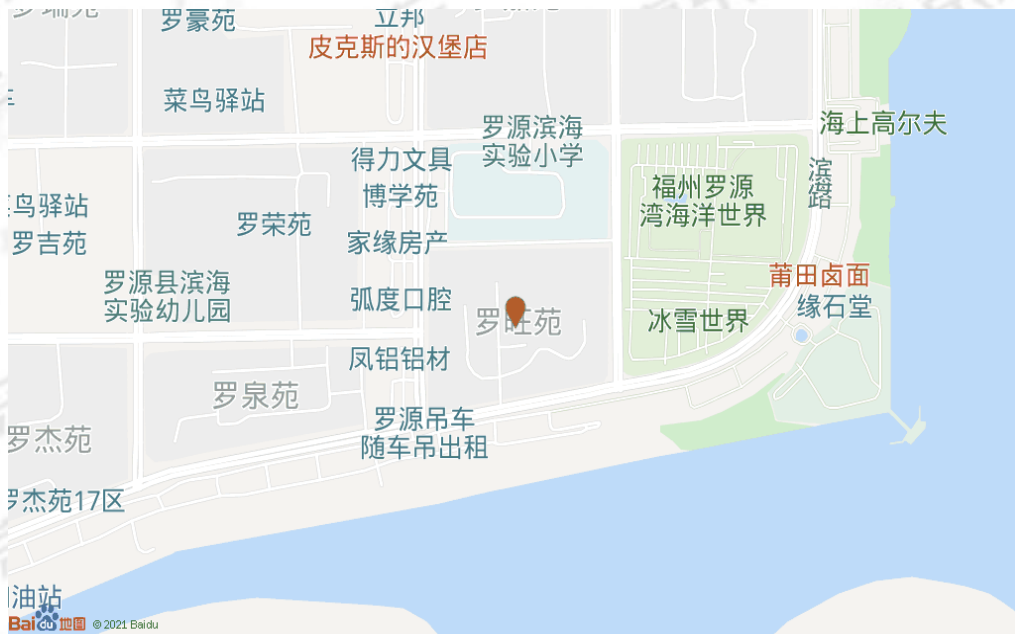 罗豪苑
立邦
皮克斯的汉堡店
菜鸟驿站
罗源滨海
实验小学
海上高尔夫
得力文具
博学苑
福州罗源
湾海洋世界
滨
路
鸟驿站
罗荣苑
罗吉苑
家缘房产
罗源县滨海
实验幼儿园
弧度口腔
莆田卤面
缘石堂
罗旺苑
冰雪世界
凤铝铝材
罗泉苑
罗源吊车
随车吊出租
罗杰苑
罗杰苑17区
油站
Bai du 地图 © 2021 Baidu